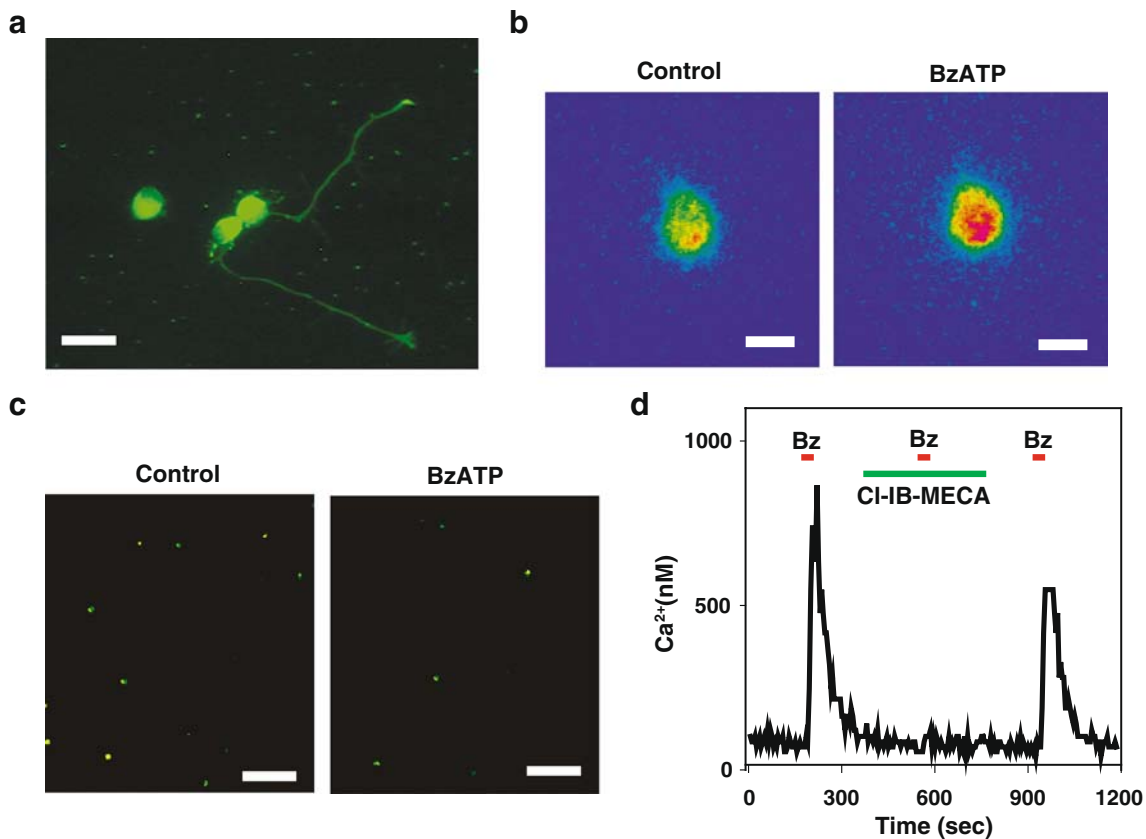 a
b
Control
BzATP
c
Control
BzATP
d
1000
Bz
Bz
Bz
Cl-IB-MECA
Ca²⁺(nM)
500
0
0
300
600
900
1200
Time (sec)